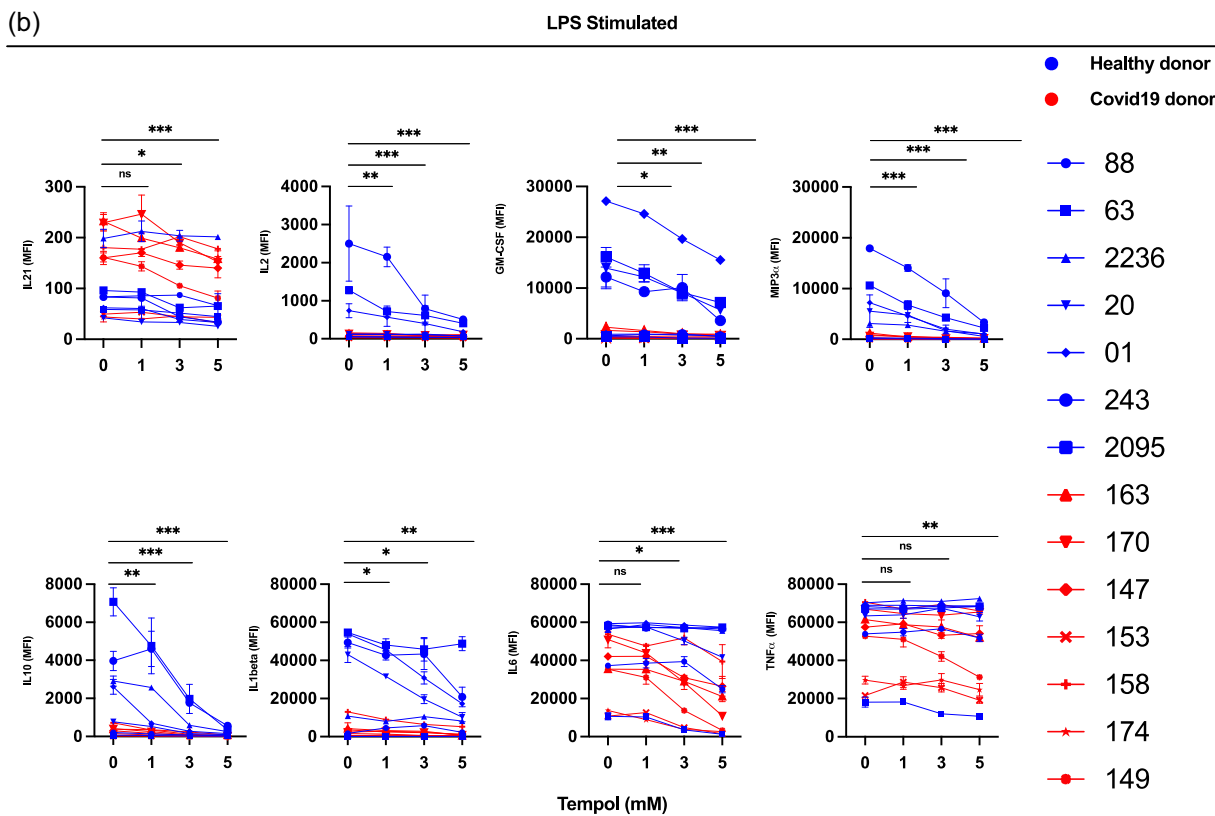 (b)
LPS Stimulated
Healthy donor
Covid19 donor
88
63
2236
20
01
243
2095
163
170
147
153
158
174
149
***
*
ns
300
200
100
0
IL21 (MFI)
0 1 3 5
***
***
**
4000
3000
2000
1000
0
IL2 (MFI)
0 1 3 5
***
**
*
30000
20000
10000
0
GM-CSF (MFI)
0 1 3 5
***
***
***
30000
20000
10000
0
MIP3α (MFI)
0 1 3 5
***
***
**
8000
6000
4000
2000
0
IL10 (MFI)
0 1 3 5
**
*
*
80000
60000
40000
20000
0
IL1beta (MFI)
0 1 3 5
***
*
ns
80000
60000
40000
20000
0
IL6 (MFI)
0 1 3 5
**
ns
ns
80000
60000
40000
20000
0
TNFα (MFI)
0 1 3 5
Tempol (mM)